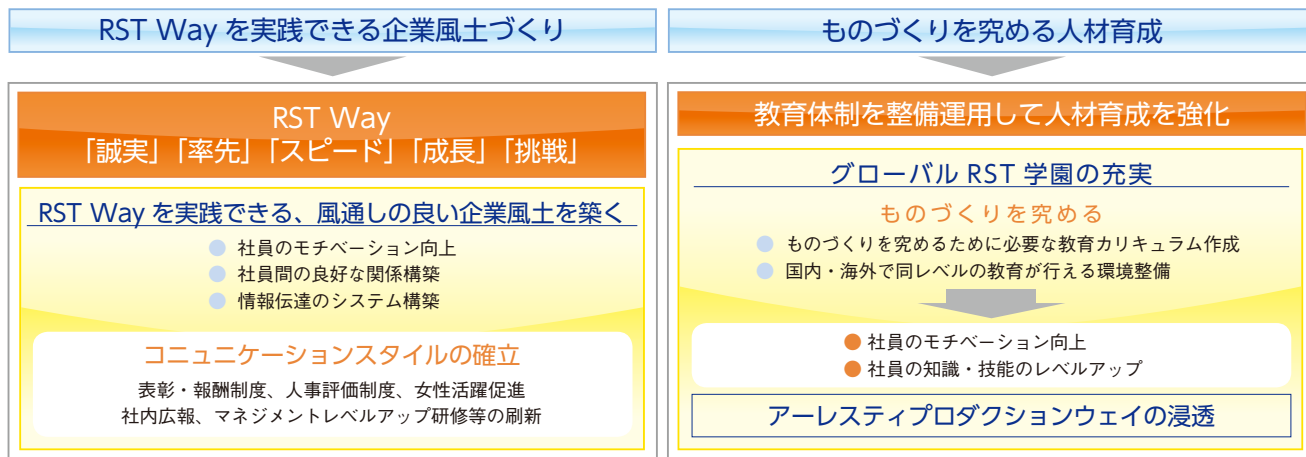 RST Way を実践できる企業風土づくり
RST Way
「誠実」「率先」「スピード」「成長」「挑戦」
RST Way を実践できる、風通しの良い企業風土を築く
● 社員のモチベーション向上
● 社員間の良好な関係構築
● 情報伝達のシステム構築
コニュニケーションスタイルの確立
表彰・報酬制度、人事評価制度、女性活躍促進
社内広報、マネジメントレベルアップ研修等の刷新
ものづくりを究める人材育成
教育体制を整備運用して人材育成を強化
グローバル RST 学園の充実
ものづくりを究める
● ものづくりを究めるために必要な教育カリキュラム作成
● 国内・海外で同レベルの教育が行える環境整備
● 社員のモチベーション向上
● 社員の知識・技能のレベルアップ
アーレスティプロダクションウェイの浸透